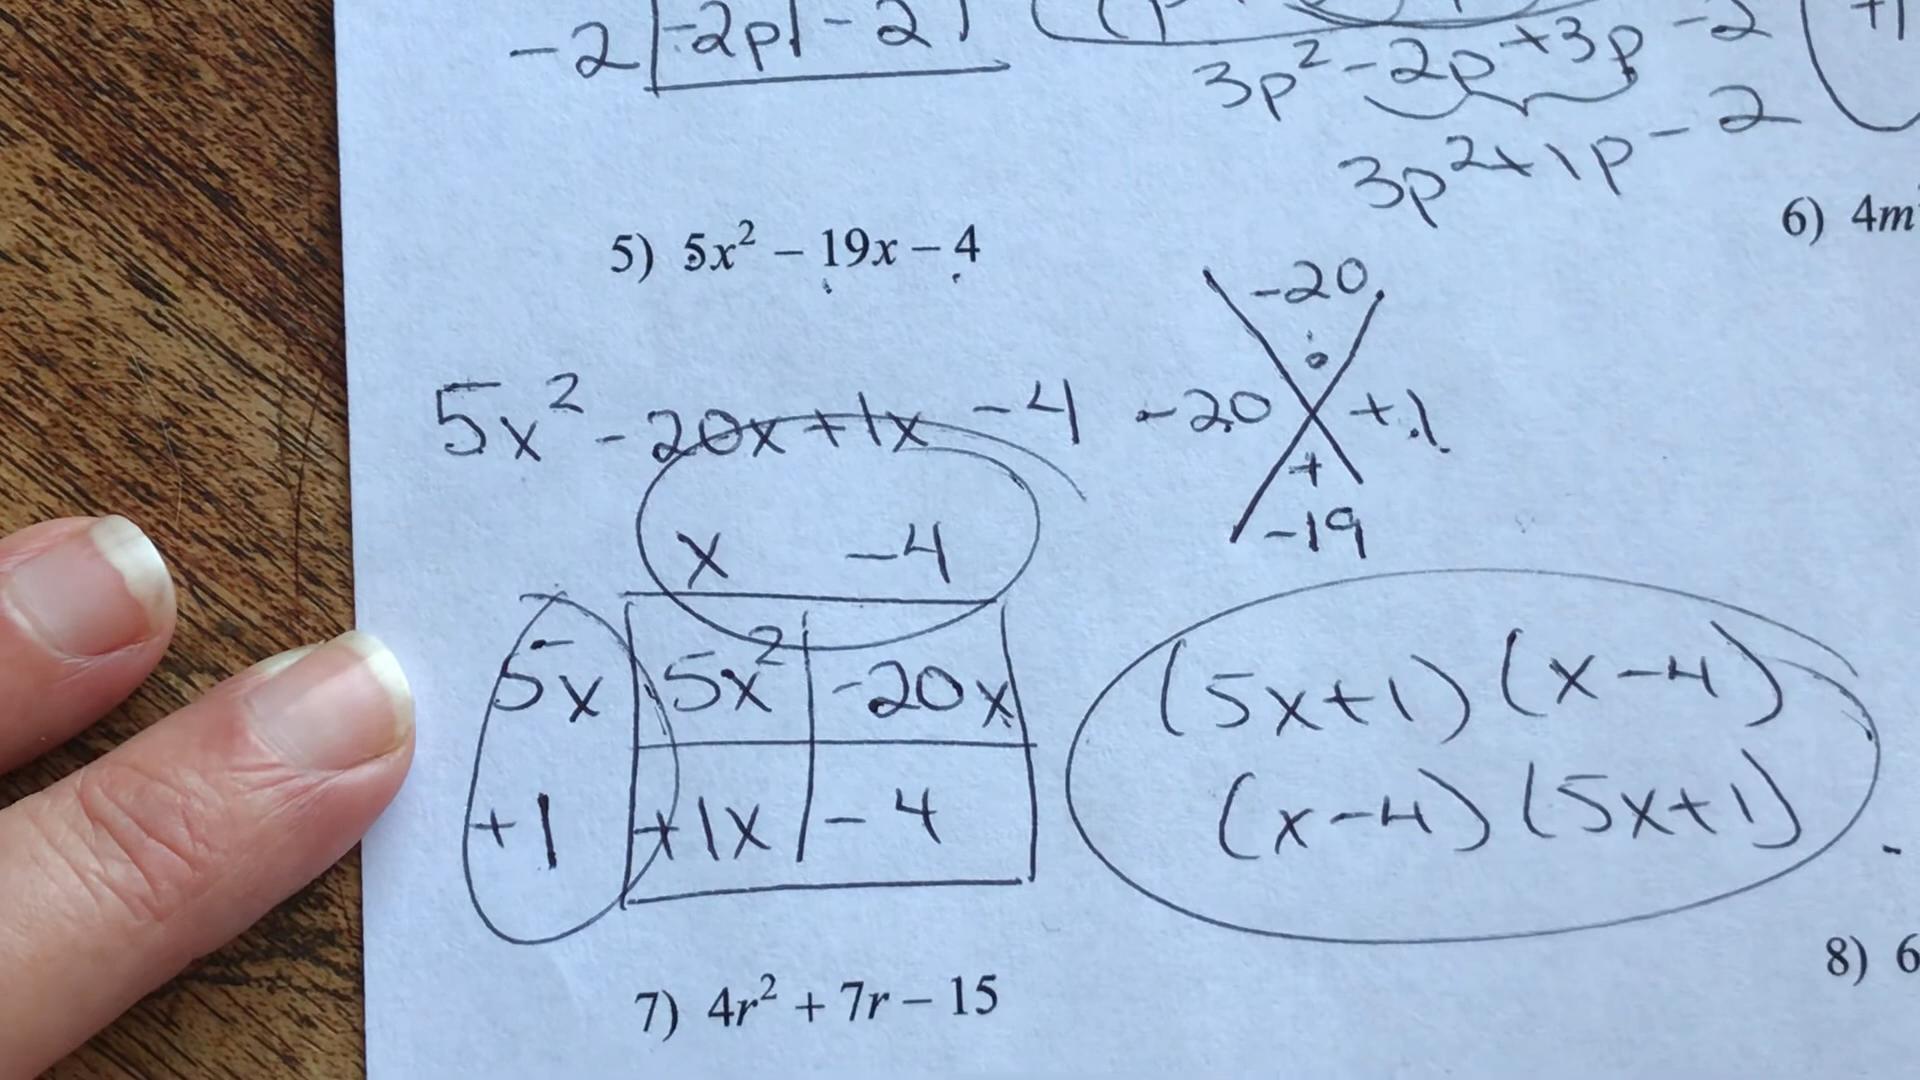 -2 -2p -2
3p² -2p +3p -2
3p² +1p -2
5) 5x² – 19x – 4
6) 4m
-20
5x² -20x +1x -4
-20 +1
+
-19
x -4
5x 5x² -20x
+1 +1x -4
(5x+1)(x-4)
(x-4)(5x+1)
7) 4r² + 7r – 15
8) 6